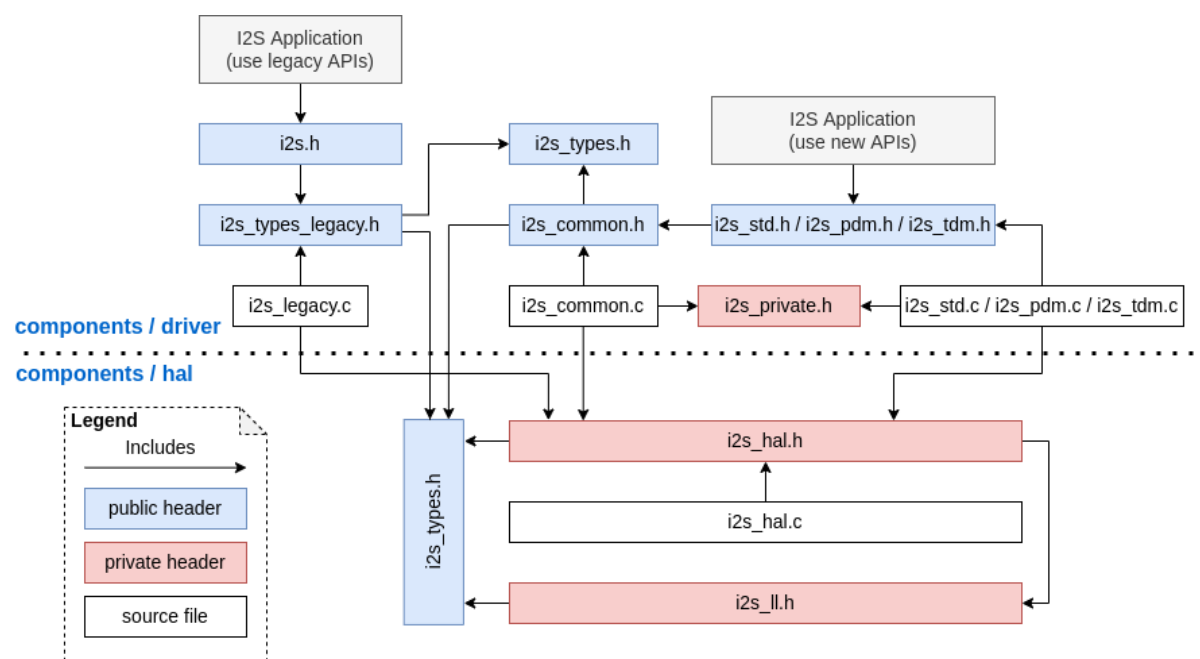 I2S Application
(use legacy APIs)
i2s.h
i2s_types.h
I2S Application
(use new APIs)
i2s_types_legacy.h
i2s_common.h
i2s_std.h / i2s_pdm.h / i2s_tdm.h
i2s_legacy.c
i2s_common.c
i2s_private.h
i2s_std.c / i2s_pdm.c / i2s_tdm.c
components / driver
components / hal
Legend
Includes
public header
private header
source file
i2s_types.h
i2s_hal.h
i2s_hal.c
i2s_ll.h